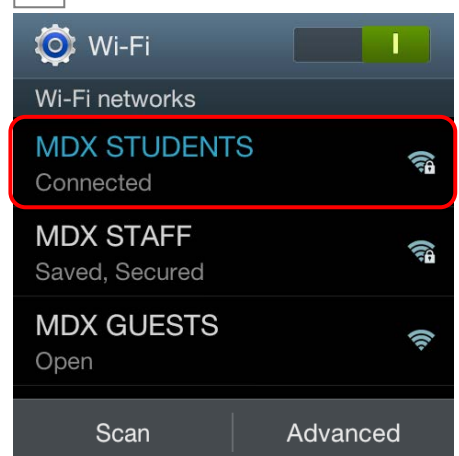 Wi-Fi
Wi-Fi networks
MDX STUDENTS
Connected
MDX STAFF
Saved, Secured
MDX GUESTS
Open
Scan Advanced